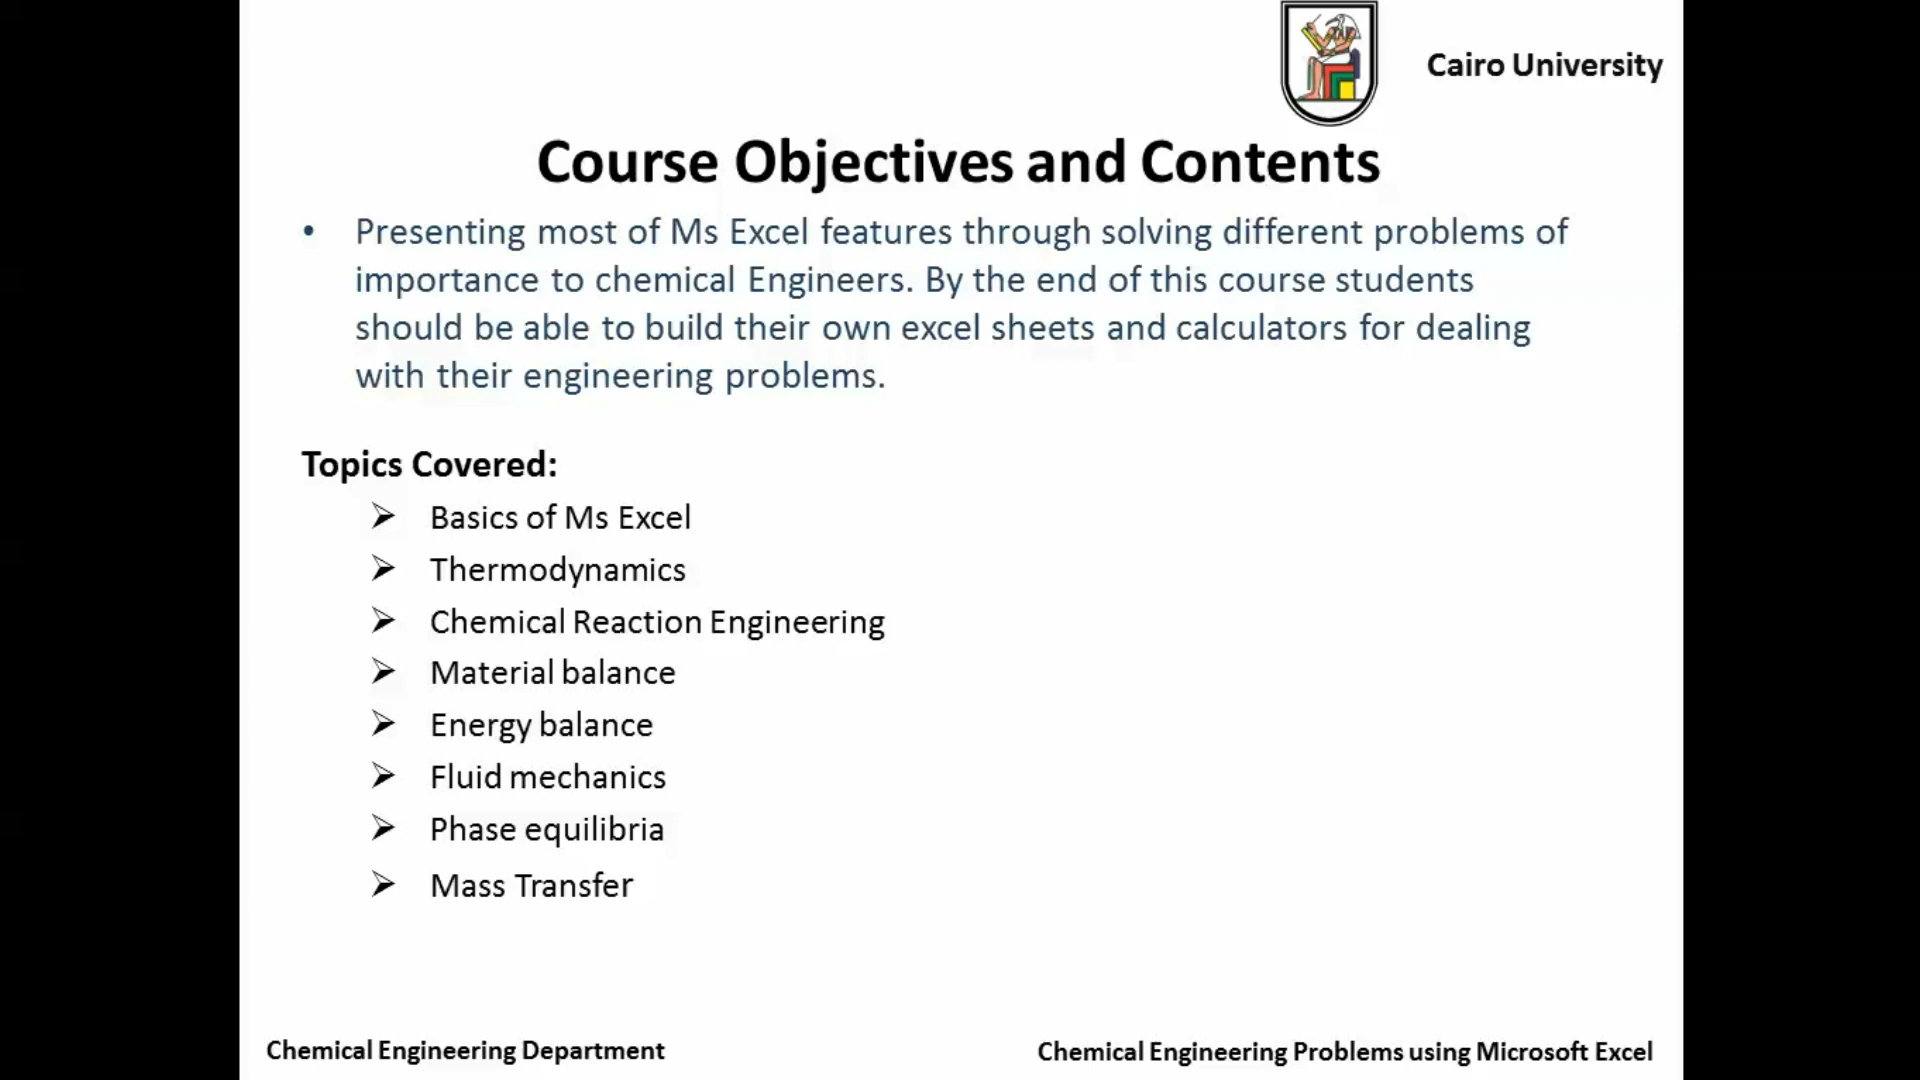 Cairo University
Course Objectives and Contents
• Presenting most of Ms Excel features through solving different problems of
importance to chemical Engineers. By the end of this course students
should be able to build their own excel sheets and calculators for dealing
with their engineering problems.
Topics Covered:
➢ Basics of Ms Excel
➢ Thermodynamics
➢ Chemical Reaction Engineering
➢ Material balance
➢ Energy balance
➢ Fluid mechanics
➢ Phase equilibria
➢ Mass Transfer
Chemical Engineering Department
Chemical Engineering Problems using Microsoft Excel